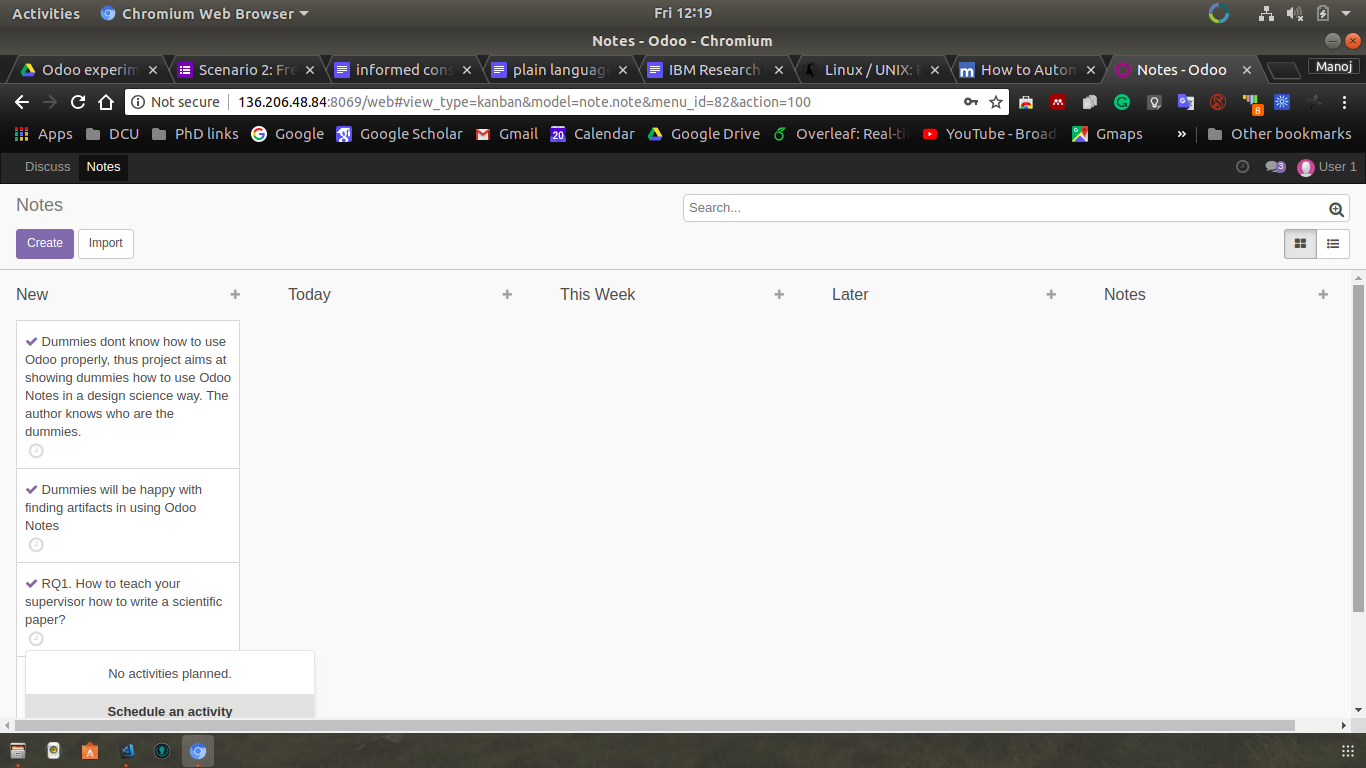 Activities
Chromium Web Browser
Fri 12:19
Notes - Odoo - Chromium
Odoo experim
Scenario 2: Fre
informed cons
plain language
IBM Research
Linux / UNIX: E
How to Autom
Notes - Odoo
Manoj
Not secure
136.206.48.84:8069/web#view_type=kanban&model=note.note&menu_id=82&action=100
8
Apps
DCU
PhD links
Google
Google Scholar
Gmail
20
Calendar
Google Drive
Overleaf: Real-ti
YouTube - Broad
Gmaps
»
Other bookmarks
Discuss
Notes
3
User 1
Notes
Search...
Create
Import
New
Today
This Week
Later
Notes
Dummies dont know how to use
Odoo properly, thus project aims at
showing dummies how to use Odoo
Notes in a design science way. The
author knows who are the
dummies.
Dummies will be happy with
finding artifacts in using Odoo
Notes
RQ1. How to teach your
supervisor how to write a scientific
paper?
No activities planned.
Schedule an activity